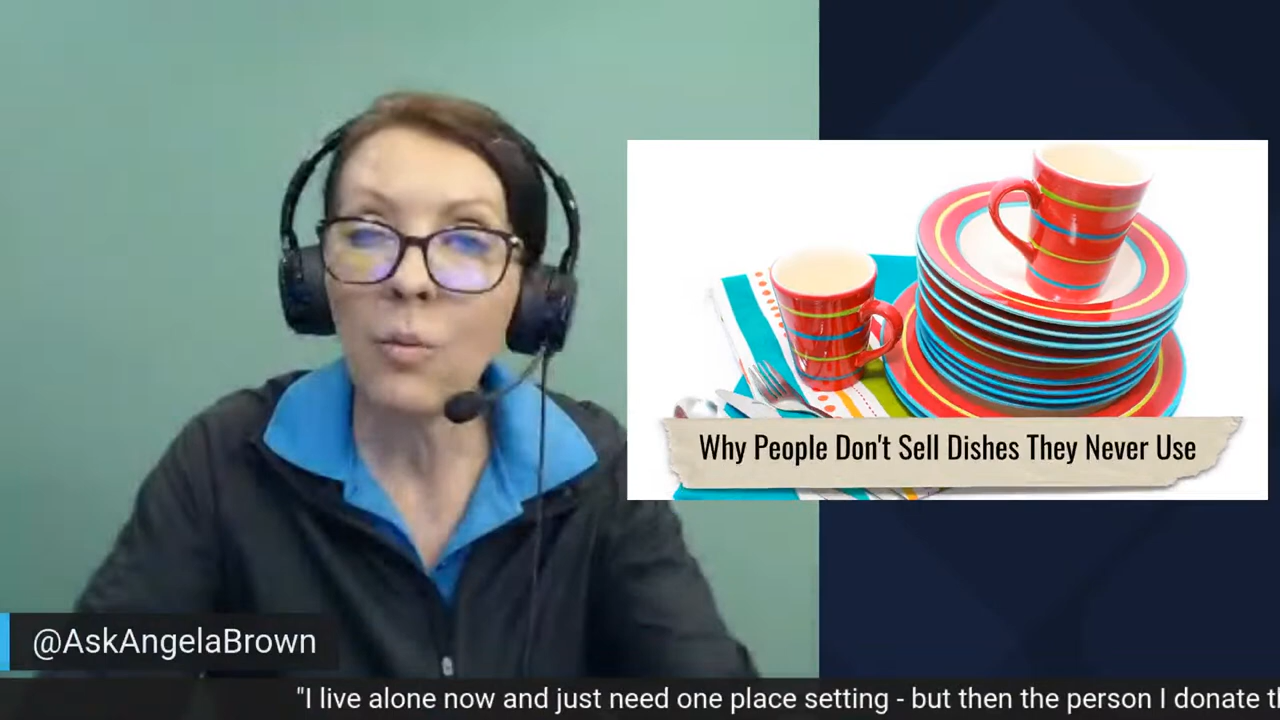 Why People Don't Sell Dishes They Never Use
@AskAngelaBrown
"I live alone now and just need one place setting - but then the person I donate